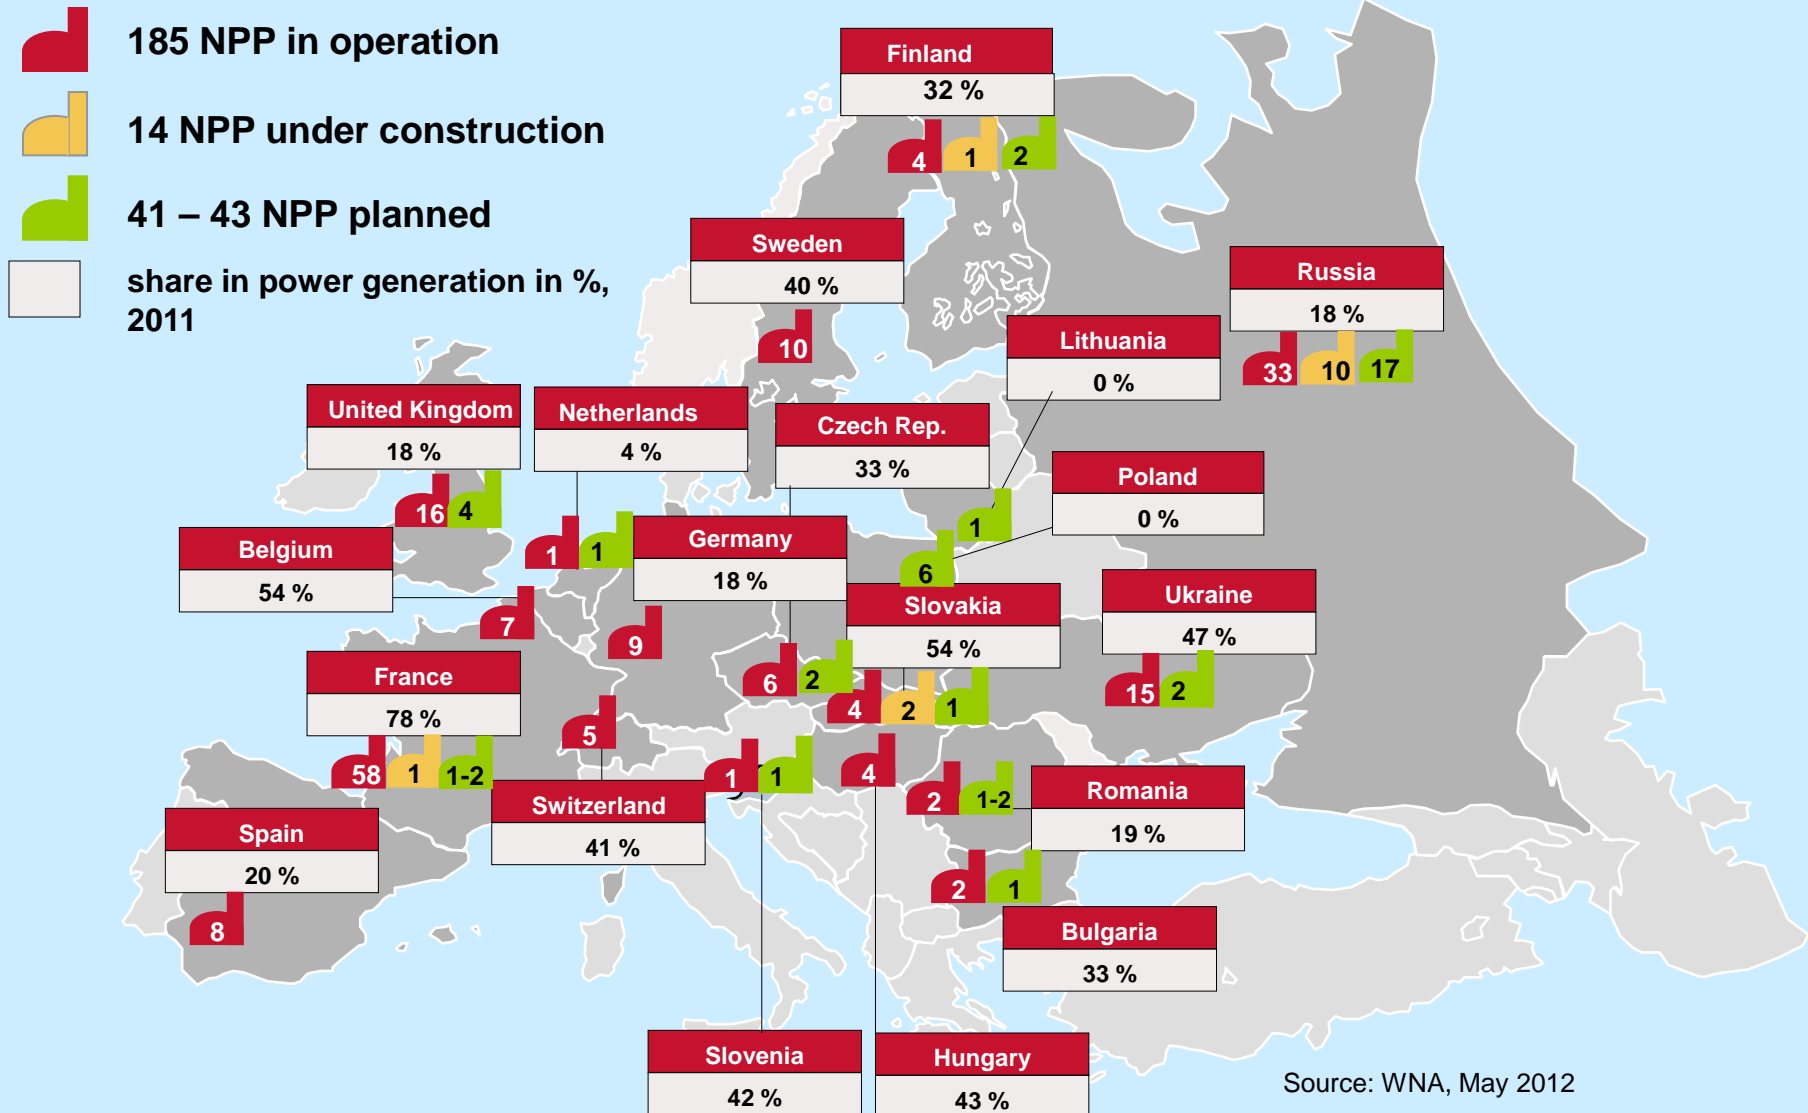 185 NPP in operation
14 NPP under construction
41 – 43 NPP planned
share in power generation in %,
2011
Finland
32 %
4 1 2
Sweden
40 %
10
Russia
18 %
33 10 17
Lithuania
0 %
1
United Kingdom
18 %
16 4
Netherlands
4 %
1 1
Czech Rep.
33 %
6 2
Poland
0 %
6
Belgium
54 %
7
Germany
18 %
9
Slovakia
54 %
4 2 1
Ukraine
47 %
15 2
France
78 %
58 1 1-2
5
Switzerland
41 %
1 1
4
2 1-2
Romania
19 %
Spain
20 %
8
2 1
Bulgaria
33 %
Slovenia
42 %
Hungary
43 %
Source: WNA, May 2012